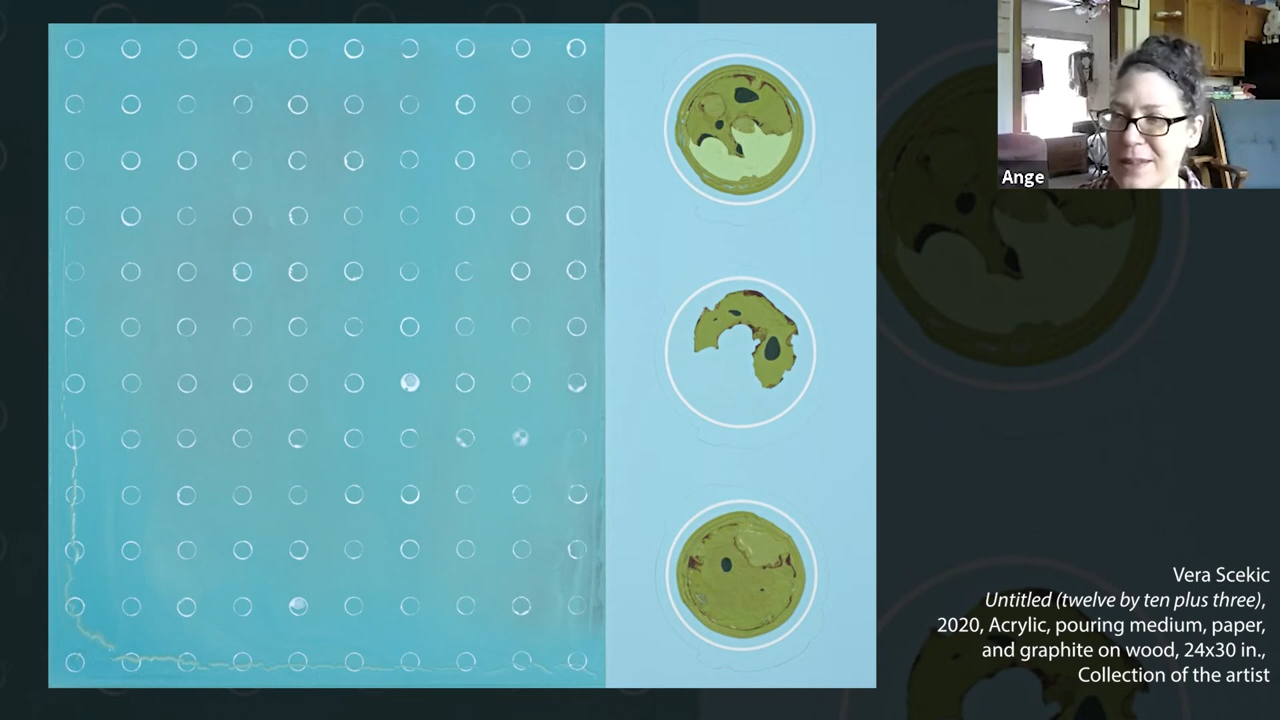 Ange
Vera Scekic
Untitled (twelve by ten plus three),
2020, Acrylic, pouring medium, paper,
and graphite on wood, 24x30 in.,
Collection of the artist